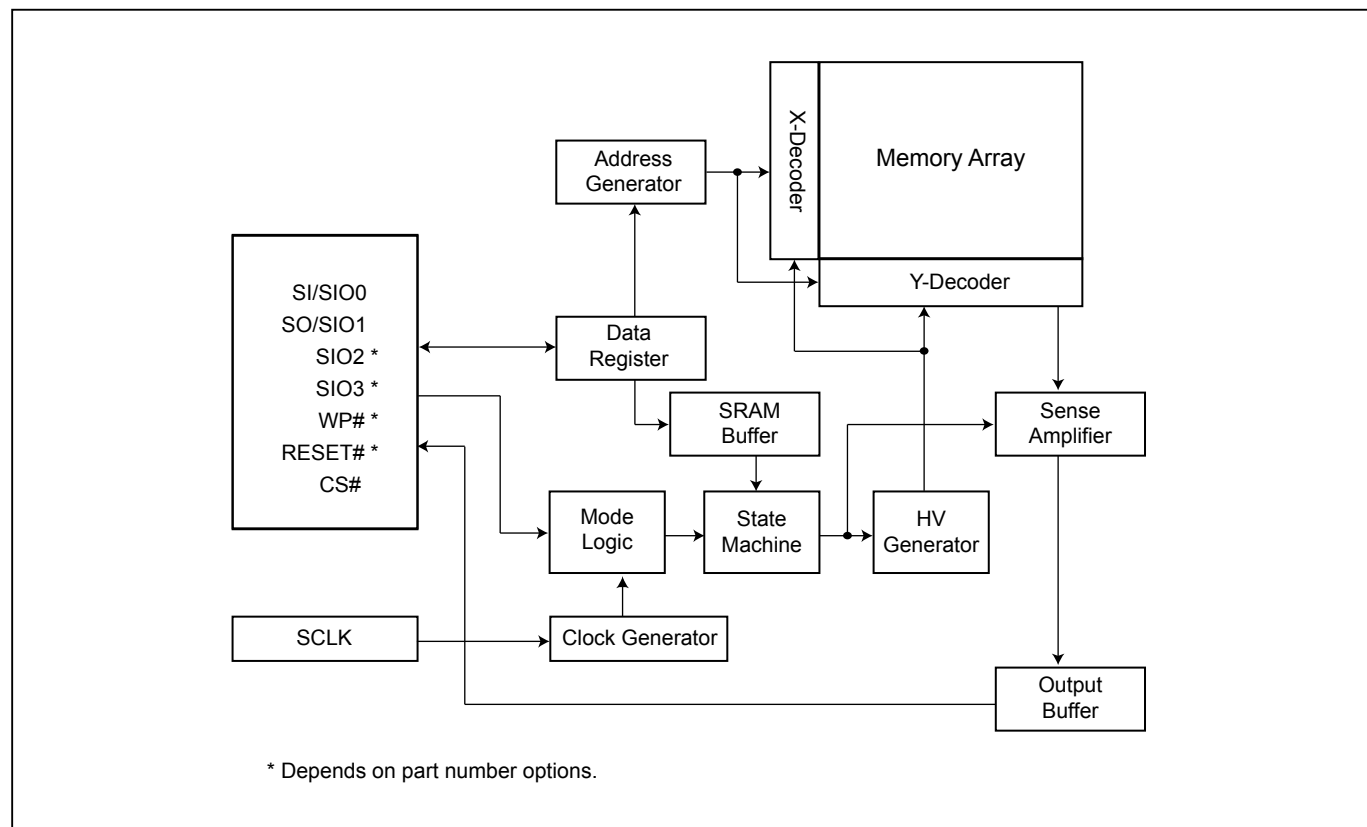 X-Decoder
Memory Array
Address
Generator
Y-Decoder
SI/SIO0
SO/SIO1
SIO2 *
SIO3 *
WP# *
RESET# *
CS#
Data
Register
SRAM
Buffer
Sense
Amplifier
Mode
Logic
State
Machine
HV
Generator
SCLK
Clock Generator
Output
Buffer
* Depends on part number options.